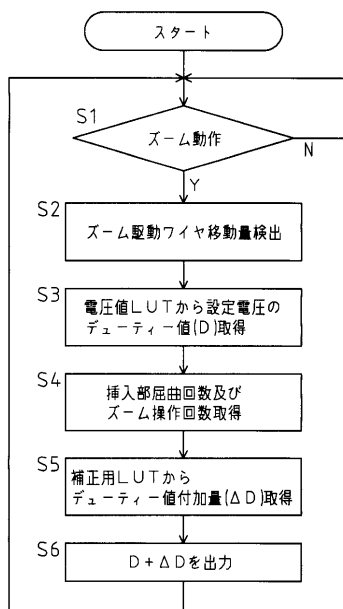 スタート
S1
ズーム動作
N
Y
S2
ズーム駆動ワイヤ移動量検出
S3
電圧値LUTから設定電圧の
デューティー値(D)取得
S4
挿入部屈曲回数及び
ズーム操作回数取得
S5
補正用LUTから
デューティー値付加量(ΔD)取得
S6
D+ΔDを出力